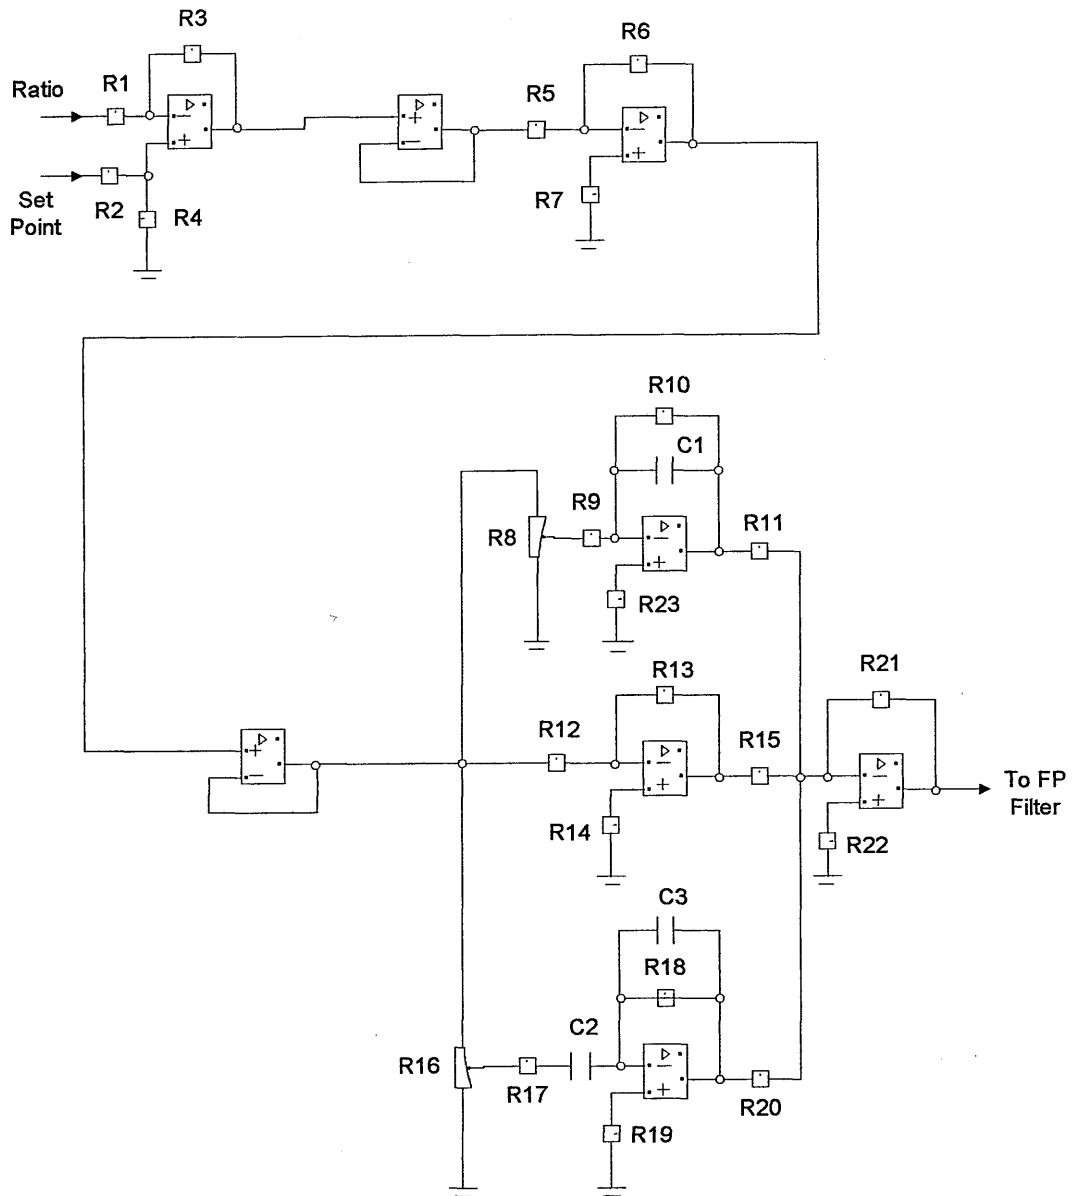 R3
R6
Ratio
R1
R5
R2
R4
R7
Set
Point
R10
C1
R9
R11
R8
R23
R13
R21
R12
R15
To FP
Filter
R14
R22
C3
R18
C2
R16
R17
R20
R19